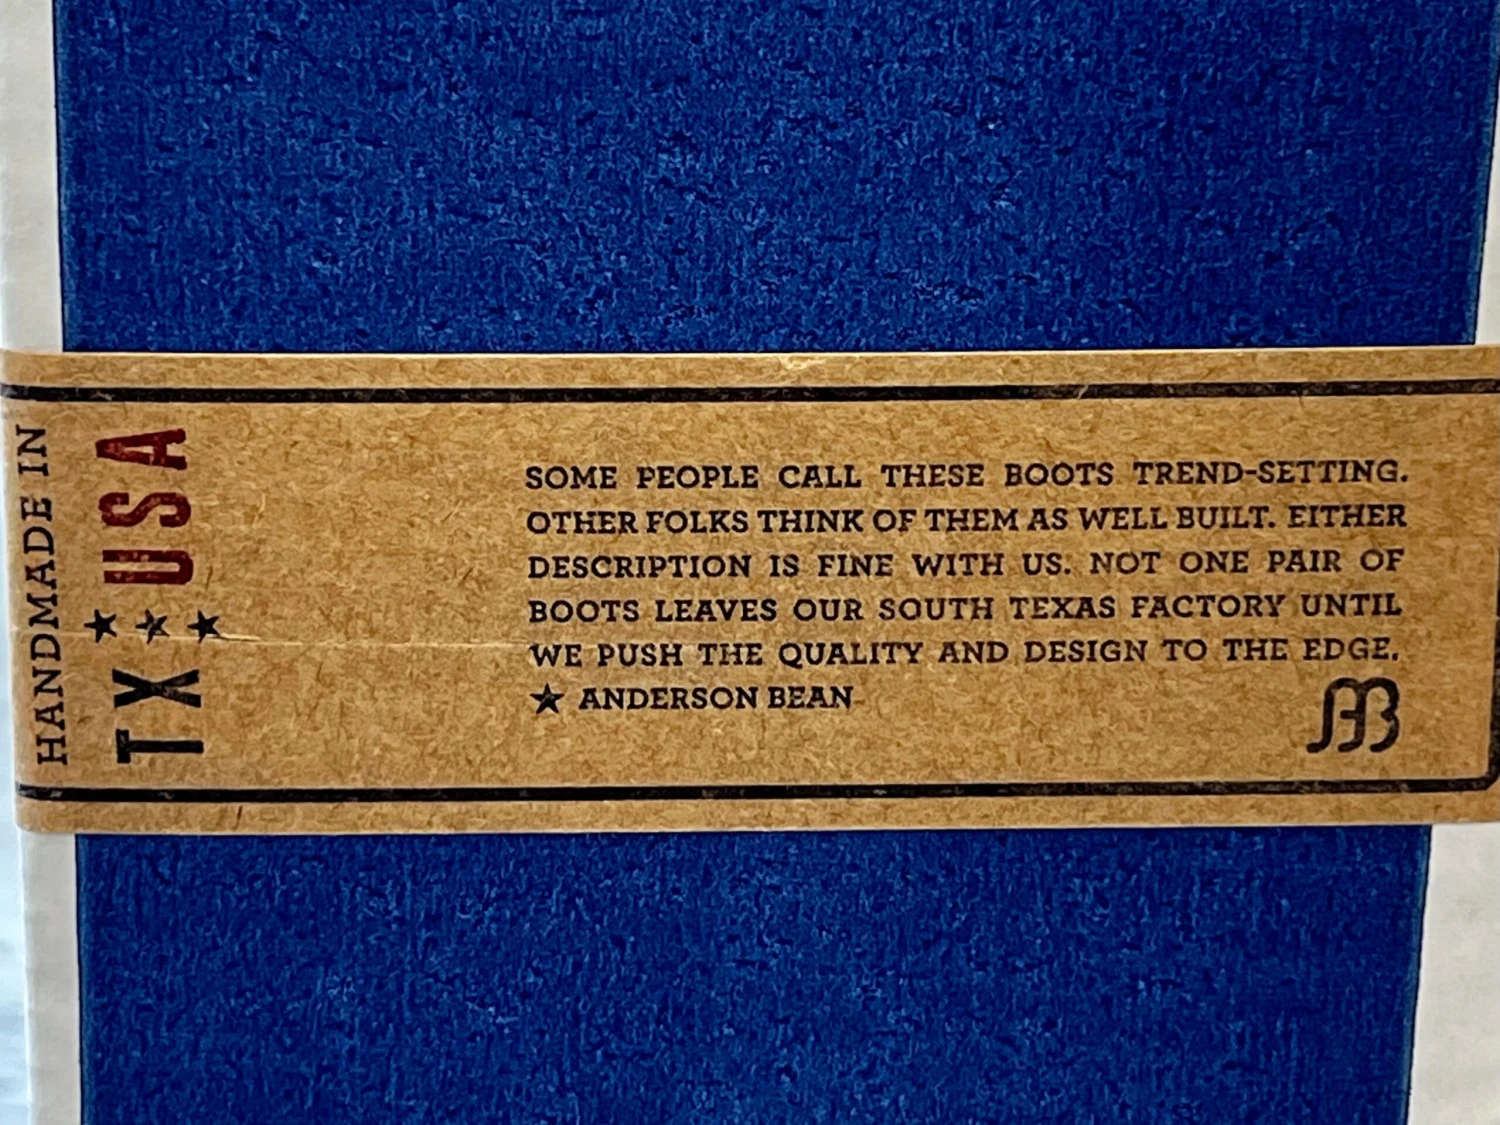 HANDMADE IN
TX ★★★ USA
SOME PEOPLE CALL THESE BOOTS TREND-SETTING.
OTHER FOLKS THINK OF THEM AS WELL BUILT. EITHER
DESCRIPTION IS FINE WITH US. NOT ONE PAIR OF
BOOTS LEAVES OUR SOUTH TEXAS FACTORY UNTIL
WE PUSH THE QUALITY AND DESIGN TO THE EDGE.
★ ANDERSON BEAN
AB